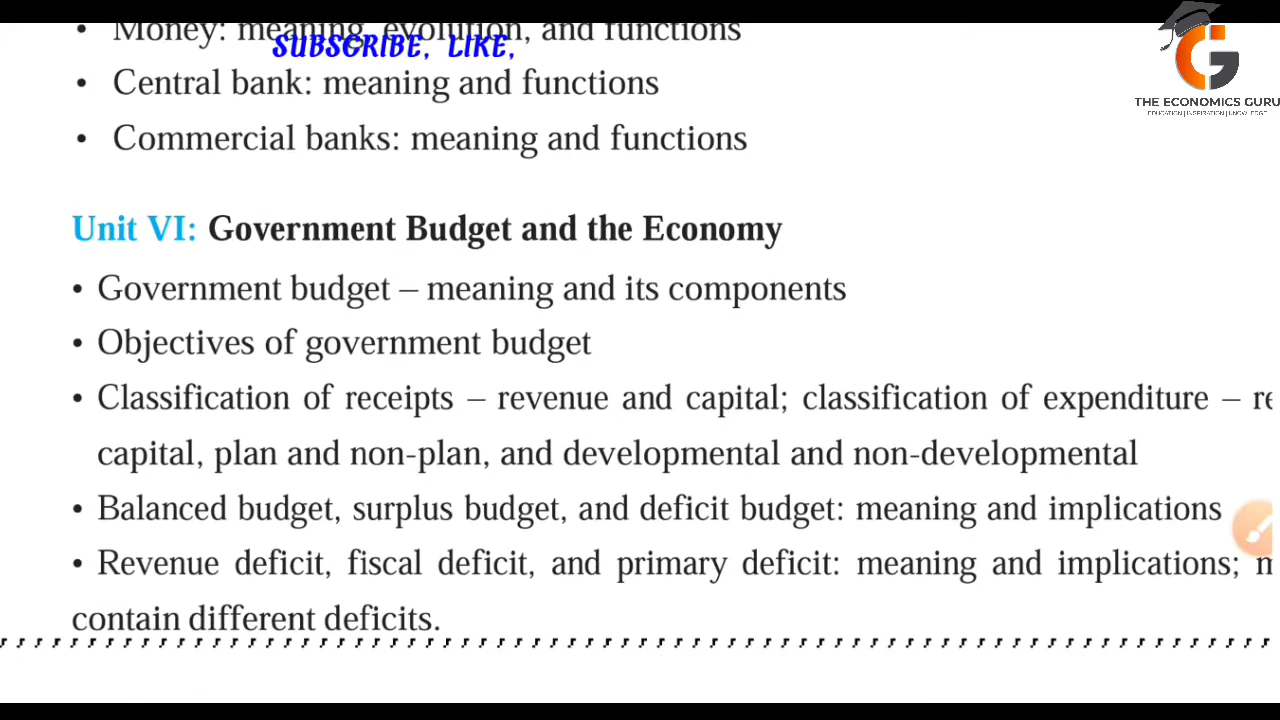 • Money: meaning, evolution, and functions
SUBSCRIBE, LIKE,
THE ECONOMICS GURU
EDUCATION | INSPIRATION | KNOWLEDGE
• Central bank: meaning and functions
• Commercial banks: meaning and functions
Unit VI: Government Budget and the Economy
• Government budget – meaning and its components
• Objectives of government budget
• Classification of receipts – revenue and capital; classification of expenditure –
capital, plan and non-plan, and developmental and non-developmental
• Balanced budget, surplus budget, and deficit budget: meaning and implications
• Revenue deficit, fiscal deficit, and primary deficit: meaning and implications;
contain different deficits.